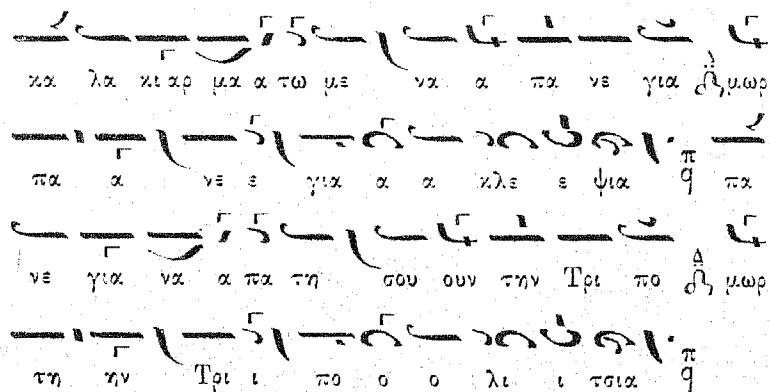 κα λα κι αρ μα α τω με να α πα νε για μωρ
πα α νε ε για α α κλε ε ψια π q πα
νε για να α πα τη σου ουν την Τρι πο μωρ
τη ην Τρι ι πο ο ο λι ι τσια π q